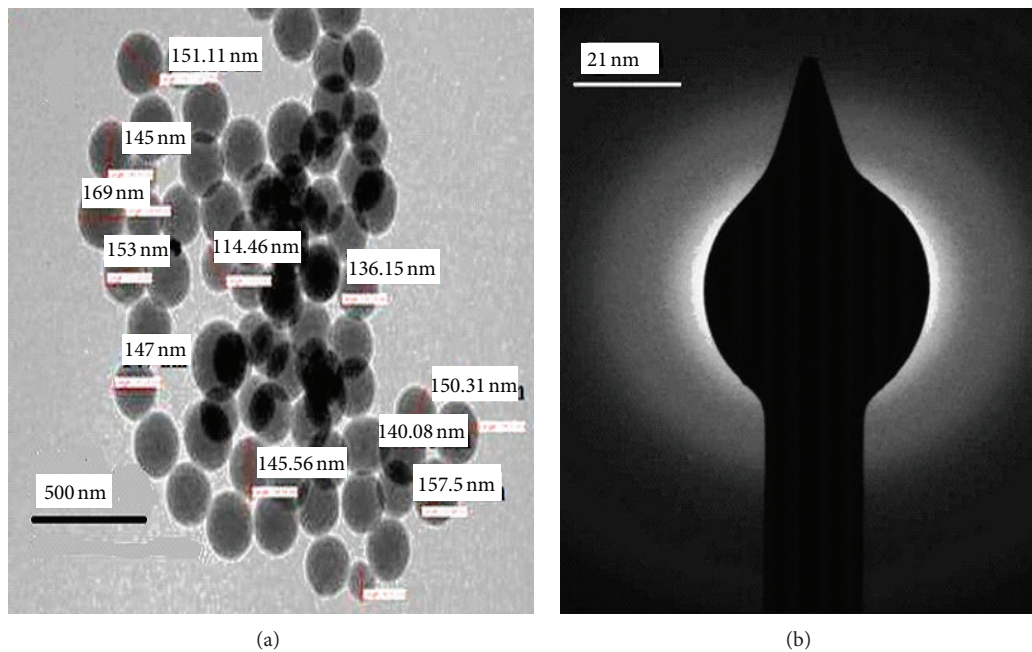 151.11 nm
145 nm
169 nm
153 nm
114.46 nm
136.15 nm
147 nm
150.31 nm
140.08 nm
145.56 nm
157.5 nm
500 nm
(a)
21 nm
(b)